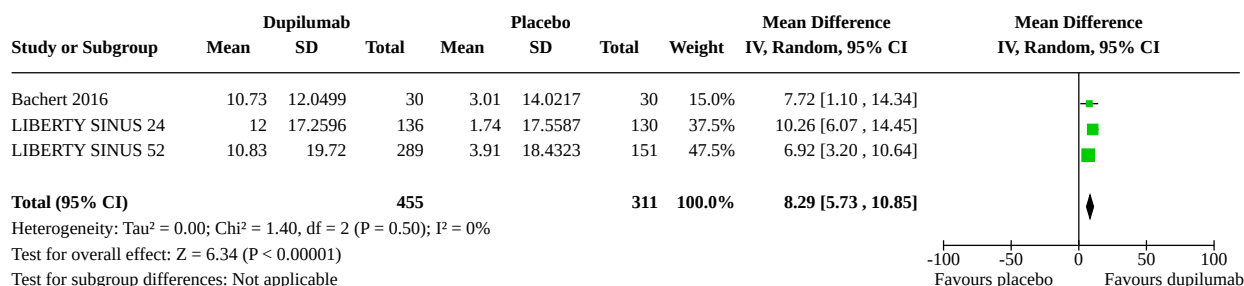 Dupilumab Placebo Mean Difference Mean Difference
Study or Subgroup Mean SD Total Mean SD Total Weight IV, Random, 95% CI IV, Random, 95% CI
Bachert 2016 10.73 12.0499 30 3.01 14.0217 30 15.0% 7.72 [1.10 , 14.34]
LIBERTY SINUS 24 12 17.2596 136 1.74 17.5587 130 37.5% 10.26 [6.07 , 14.45]
LIBERTY SINUS 52 10.83 19.72 289 3.91 18.4323 151 47.5% 6.92 [3.20 , 10.64]
Total (95% CI) 455 311 100.0% 8.29 [5.73 , 10.85]
Heterogeneity: Tau² = 0.00; Chi² = 1.40, df = 2 (P = 0.50); I² = 0%
Test for overall effect: Z = 6.34 (P < 0.00001)
-100 -50 0 50 100
Test for subgroup differences: Not applicable
Favours placebo Favours dupilumab